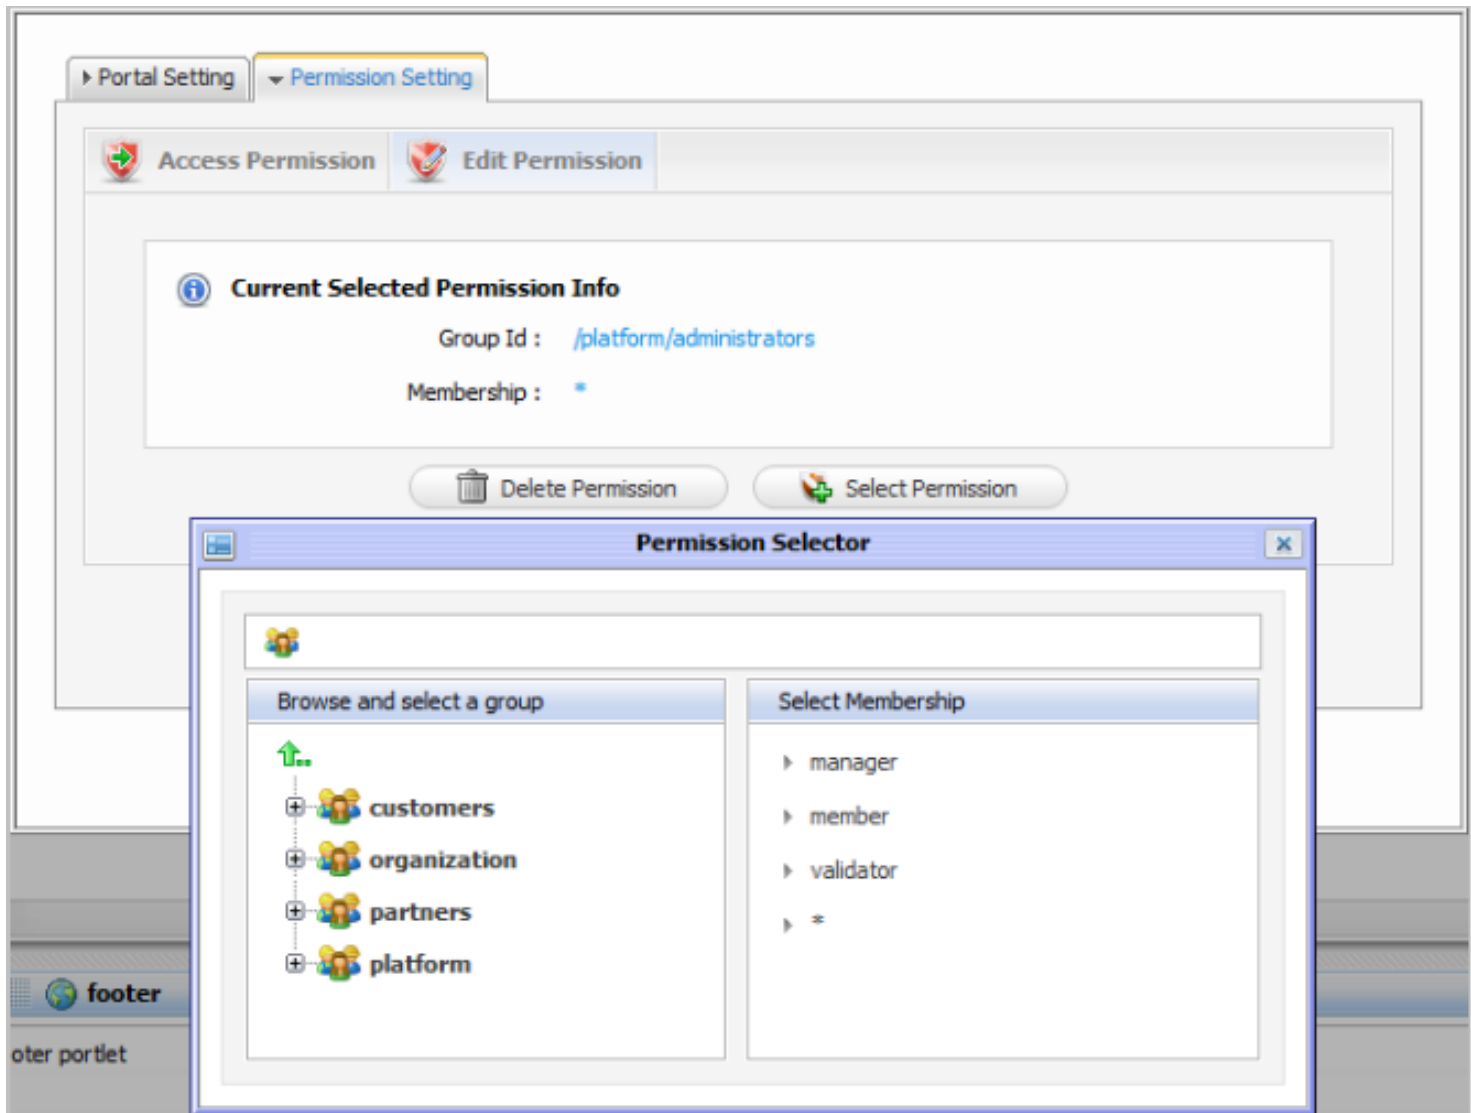 Portal Setting
Permission Setting
Access Permission
Edit Permission
Current Selected Permission Info
Group Id : /platform/administrators
Membership : *
Delete Permission
Select Permission
Permission Selector
Browse and select a group
customers
organization
partners
platform
Select Membership
manager
member
validator
*
footer
oter portlet